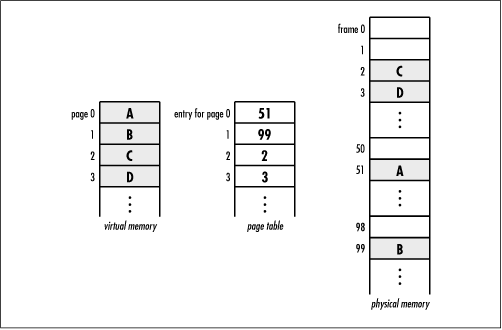 page 0 A
1 B
2 C
3 D
virtual memory
entry for page 0 51
1 99
2 2
3 3
page table
frame 0
1
2 C
3 D
50
51 A
98
99 B
physical memory